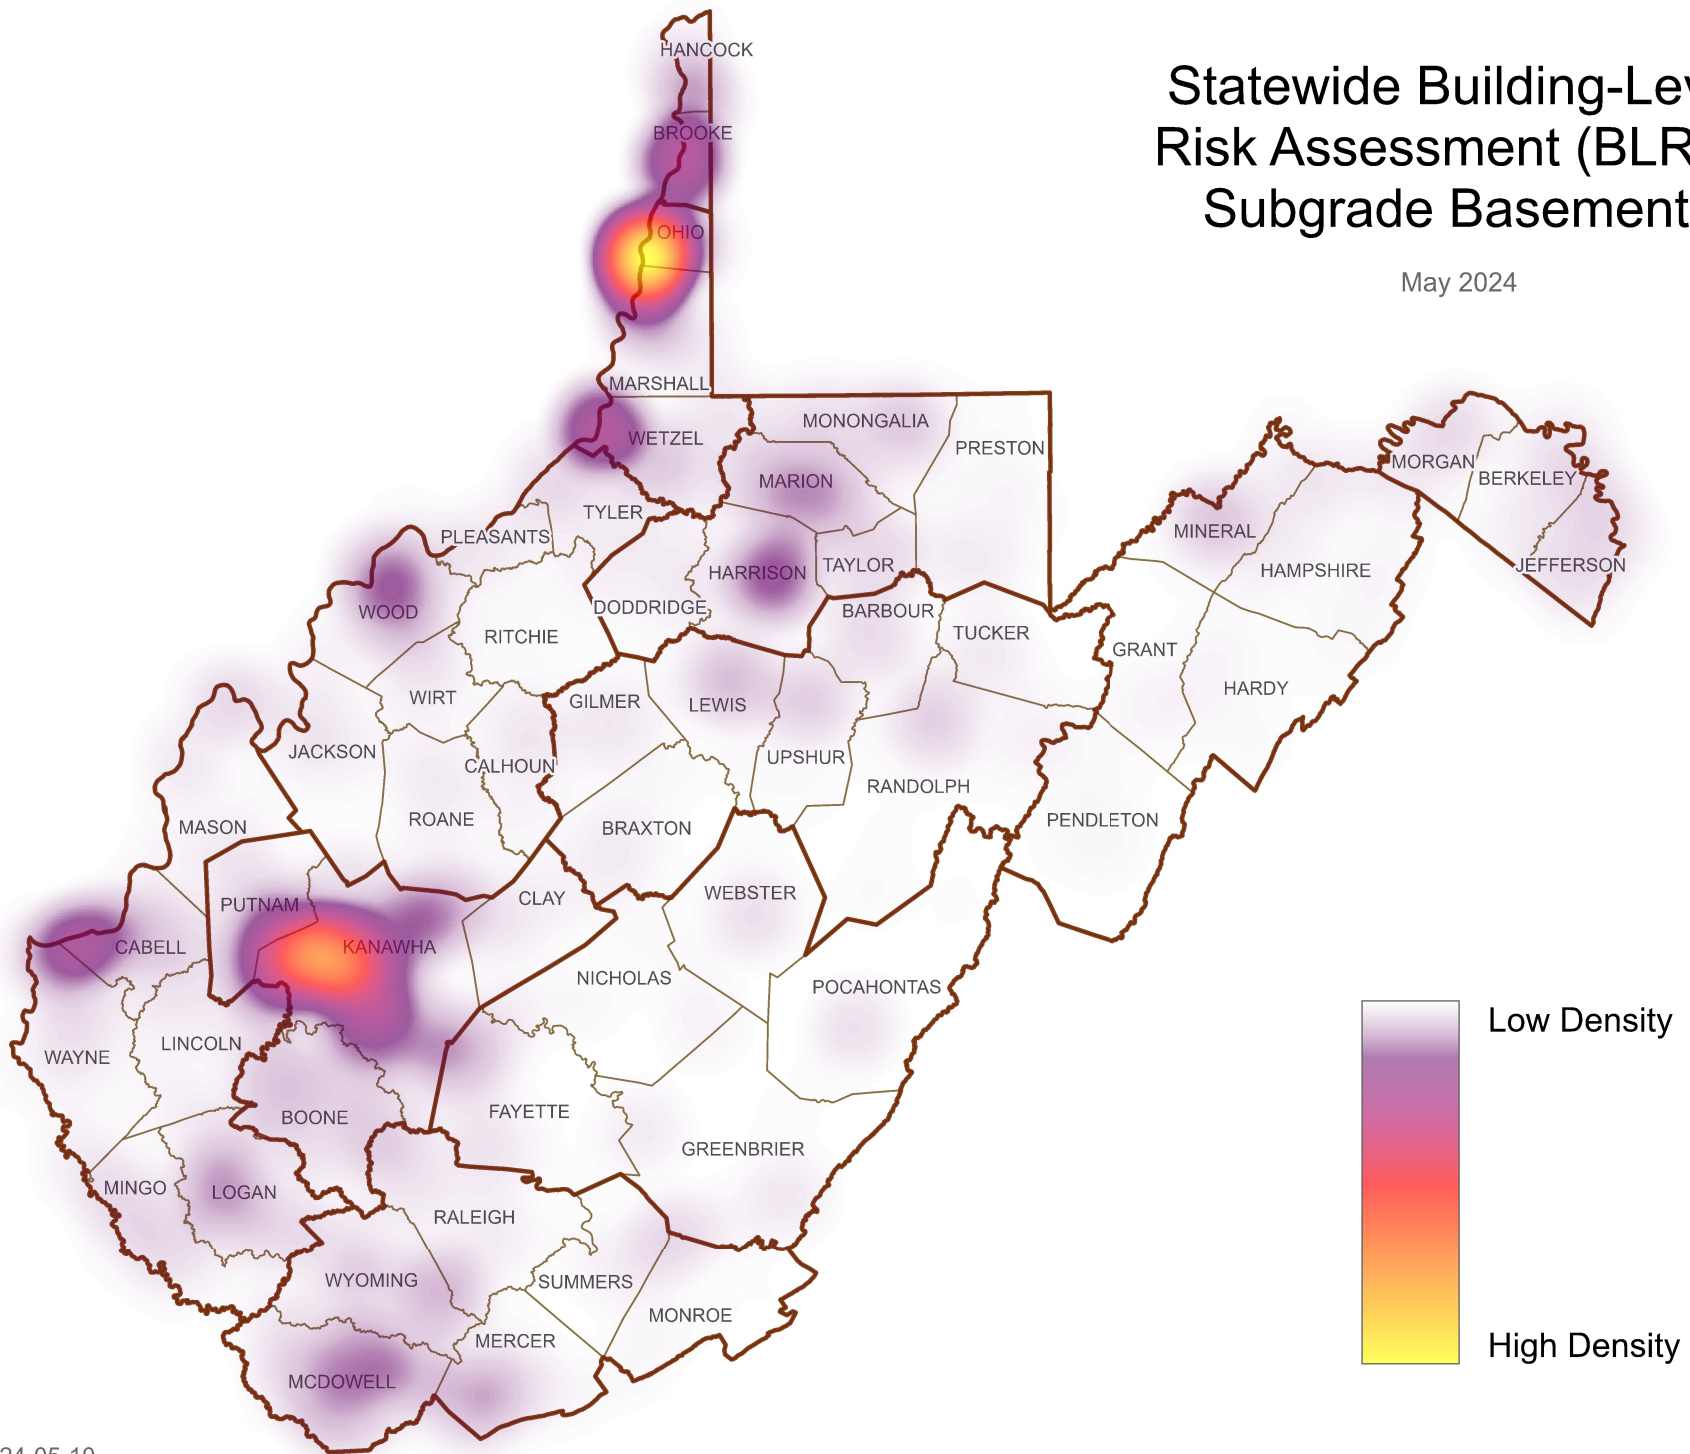 Statewide Building-Lev
Risk Assessment (BLR
Subgrade Basement
May 2024
HANCOCK
BROOKE
OHIO
MARSHALL
WETZEL
MONONGALIA
PRESTON
MARION
TYLER
PLEASANTS
MORGAN
BERKELEY
MINERAL
HARRISON
TAYLOR
HAMPSHIRE
JEFFERSON
WOOD
DODDRIDGE
BARBOUR
RITCHIE
TUCKER
GRANT
WIRT
GILMER
LEWIS
HARDY
JACKSON
CALHOUN
UPSHUR
RANDOLPH
MASON
ROANE
BRAXTON
PENDLETON
PUTNAM
CLAY
WEBSTER
CABELL
KANAWHA
NICHOLAS
POCAHONTAS
WAYNE
LINCOLN
BOONE
FAYETTE
GREENBRIER
MINGO
LOGAN
RALEIGH
WYOMING
SUMMERS
MONROE
MERCER
MCDOWELL
Low Density
High Density
24-05-10